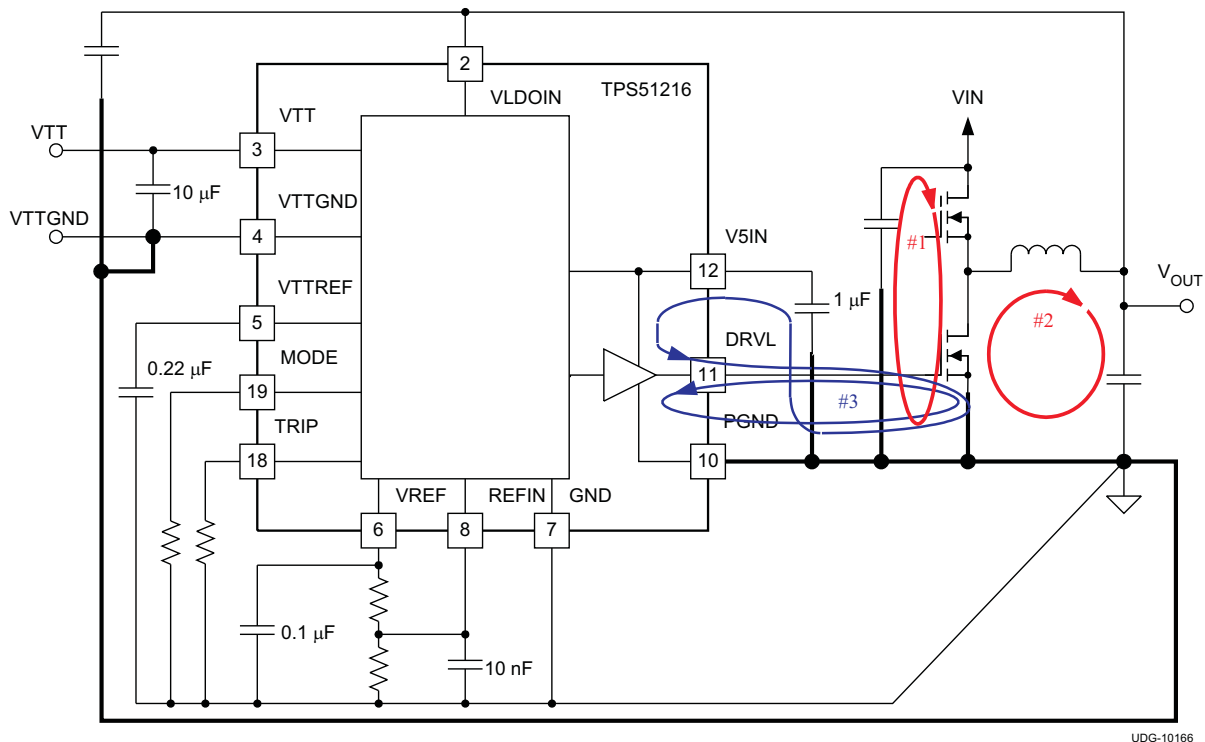 2
TPS51216
VLDOIN
VIN
VTT
VTT
3
10 µF
VTTGND
VTTGND
4
#1
V5IN
12
1 µF
VOUT
VTTREF
5
#2
DRVL
11
MODE
0.22 µF
19
#3
TRIP
PGND
18
10
VREF
REFIN
GND
6
8
7
0.1 µF
10 nF
UDG-10166